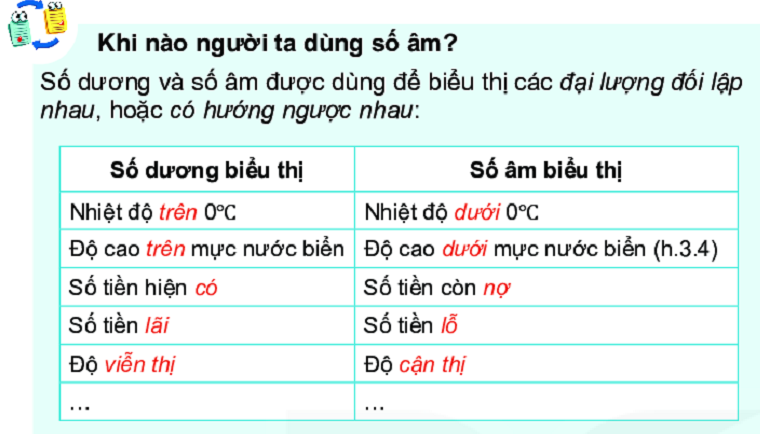 Khi nào người ta dùng số âm?
Số dương và số âm được dùng để biểu thị các đại lượng đối lập
nhau, hoặc có hướng ngược nhau:
Số dương biểu thị Số âm biểu thị
Nhiệt độ trên 0°C Nhiệt độ dưới 0°C
Độ cao trên mực nước biển Độ cao dưới mực nước biển (h.3.4)
Số tiền hiện có Số tiền còn nợ
Số tiền lãi Số tiền lỗ
Độ viễn thị Độ cận thị
... ...